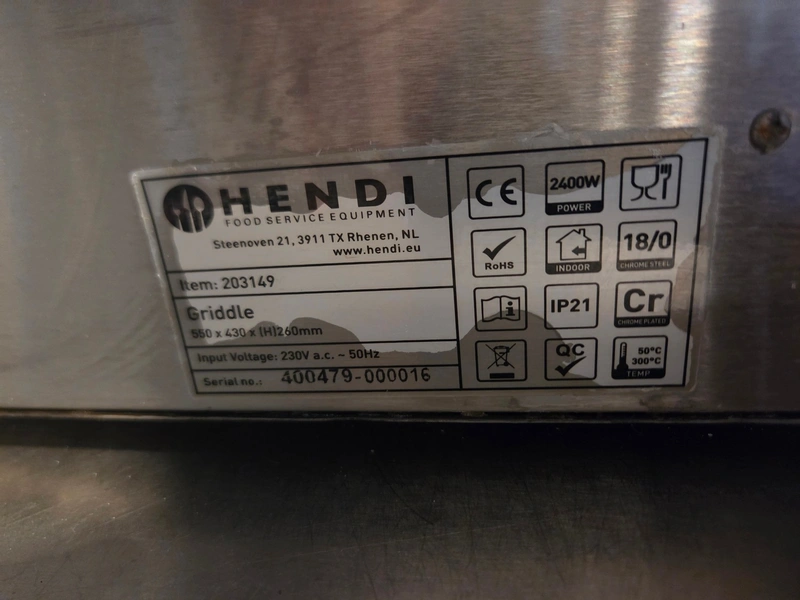 HENDI
FOOD SERVICE EQUIPMENT
Steenoven 21, 3911 TX Rhenen, NL
www.hendi.eu
Item: 203149
Griddle
550 x 430 x (H)260mm
Input Voltage: 230V a.c. ~ 50Hz
Serial no.: 400479-000016
CE
2400W
POWER
RoHS
INDOOR
18/0
CHROME STEEL
i
IP21
Cr
CHROME PLATED
QC
50°C
300°C
TEMP